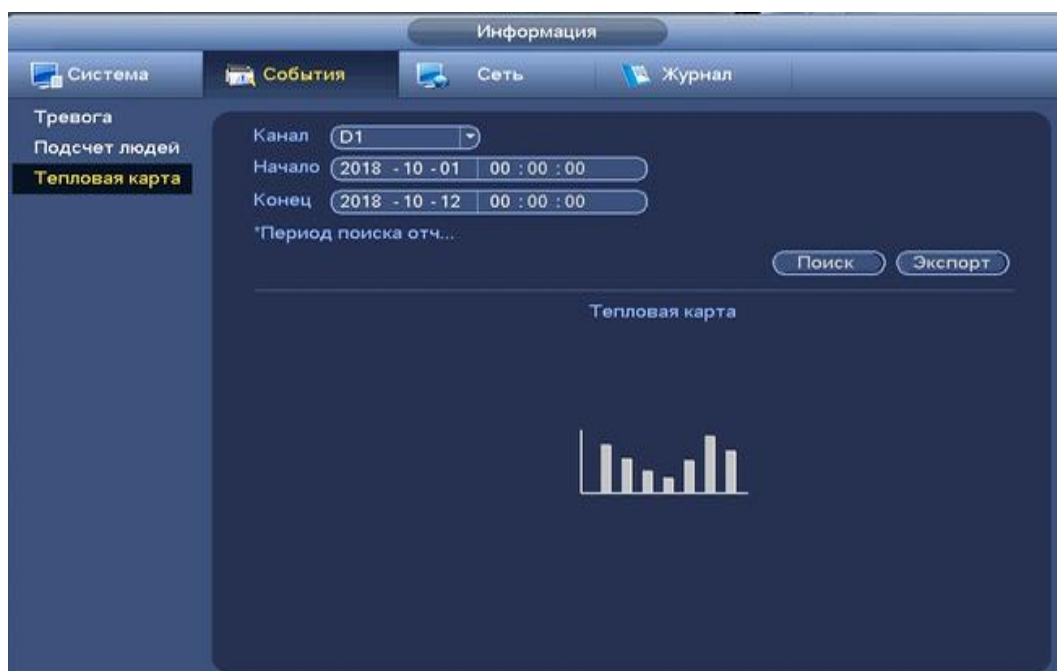 Информация
Система События Сеть Журнал
Тревога
Подсчет людей
Тепловая карта
Канал D1
Начало 2018 - 10 - 01 00 : 00 : 00
Конец 2018 - 10 - 12 00 : 00 : 00
*Период поиска отч...
Поиск Экспорт
Тепловая карта